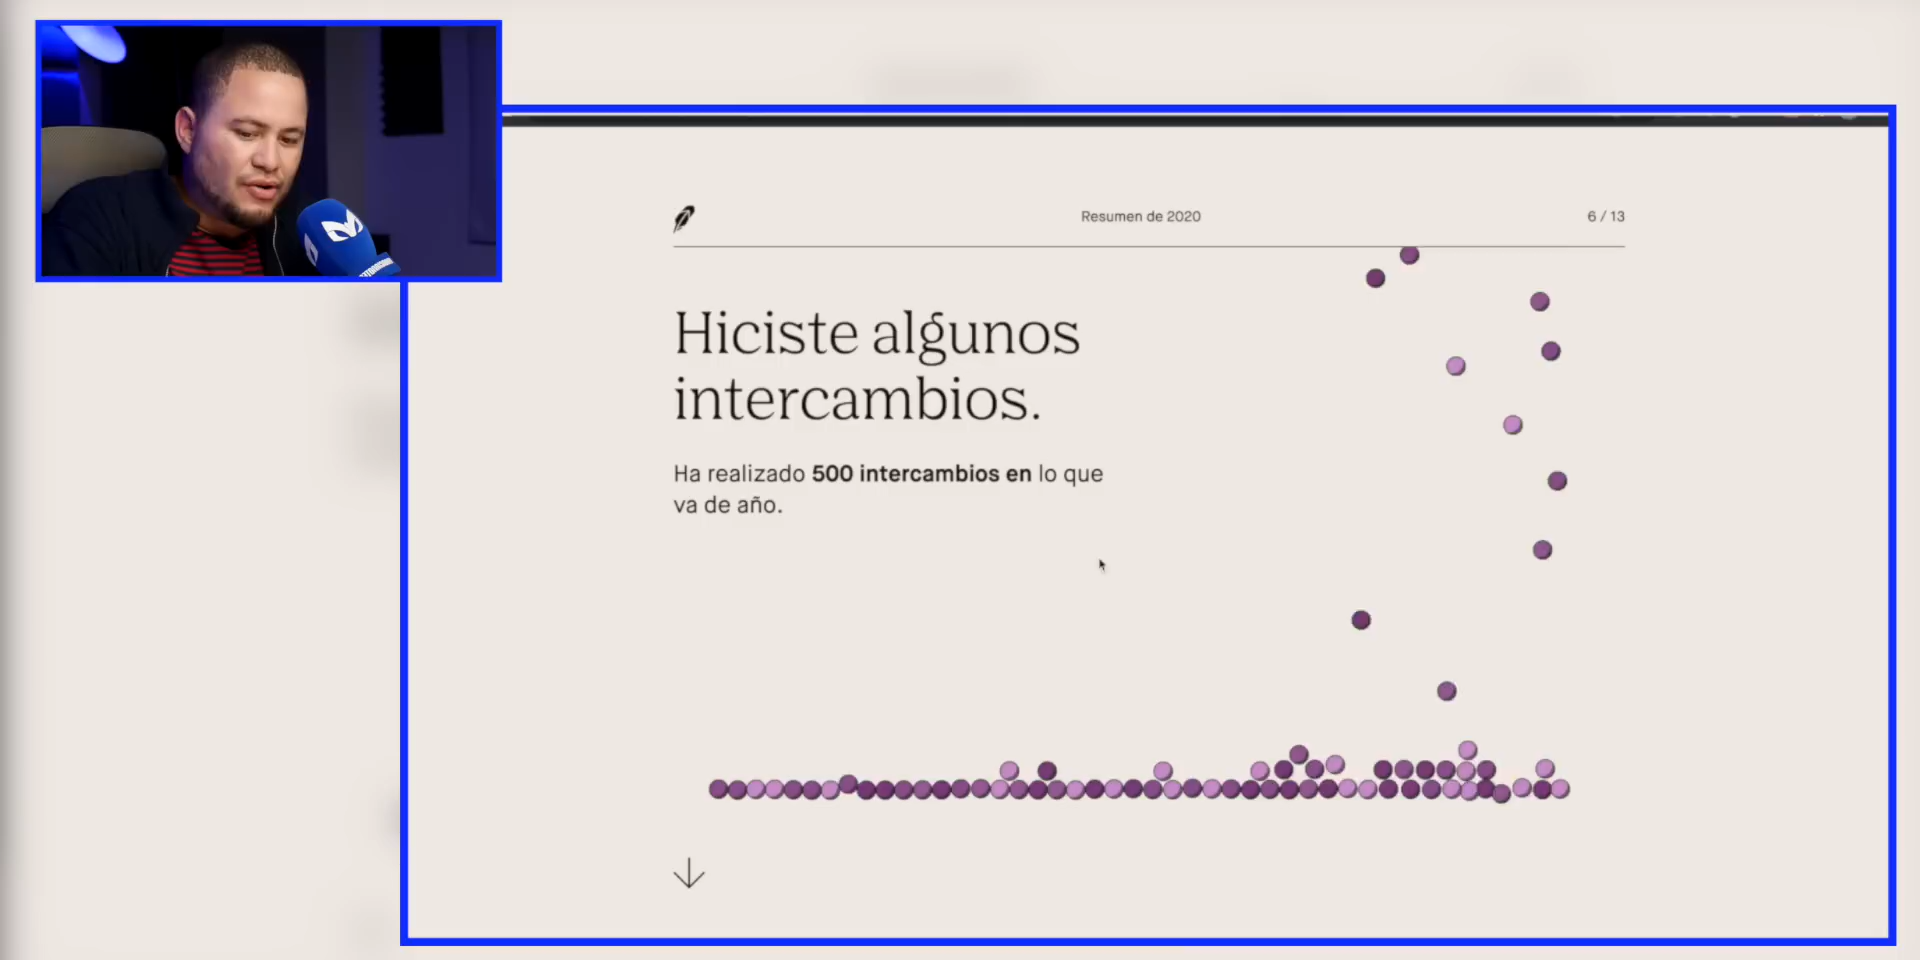 Resumen de 2020
6 / 13
Hiciste algunos
intercambios.
Ha realizado 500 intercambios en lo que
va de año.